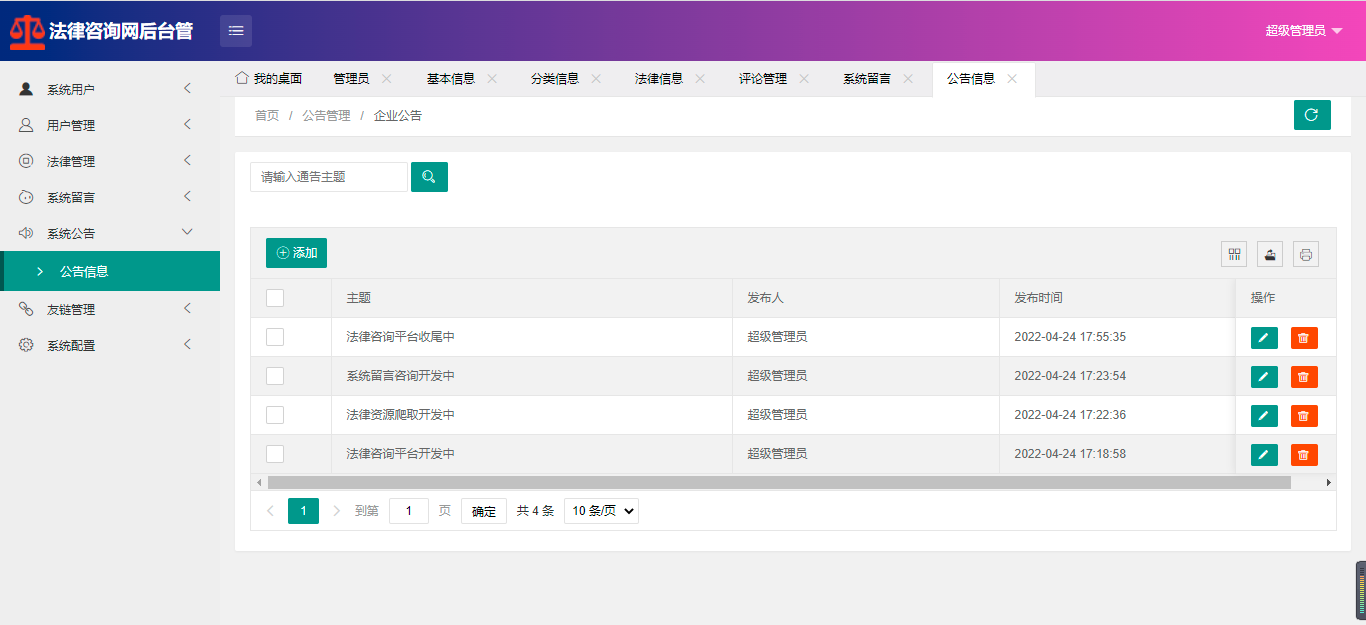 法律咨询网后台管
超级管理员
系统用户
用户管理
法律管理
系统留言
系统公告
公告信息
友链管理
系统配置
我的桌面 管理员 基本信息 分类信息 法律信息 评论管理 系统留言 公告信息
首页 / 公告管理 / 企业公告
请输入通告主题
添加
主题 发布人 发布时间 操作
法律咨询平台收尾中 超级管理员 2022-04-24 17:55:35
系统留言咨询开发中 超级管理员 2022-04-24 17:23:54
法律资源爬取开发中 超级管理员 2022-04-24 17:22:36
法律咨询平台开发中 超级管理员 2022-04-24 17:18:58
1 到第 1 页 确定 共 4 条 10 条/页